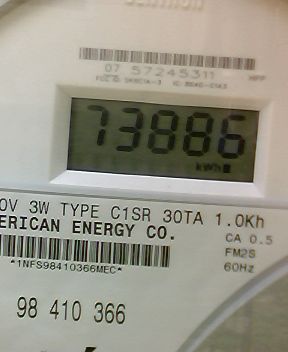 07 57245311
73886
kWh
0V 3W TYPE C1SR 30TA 1.0Kh
ERICAN ENERGY CO.
CA 0.5
FM2S
*1NFS98410366MEC*
60Hz
98 410 366